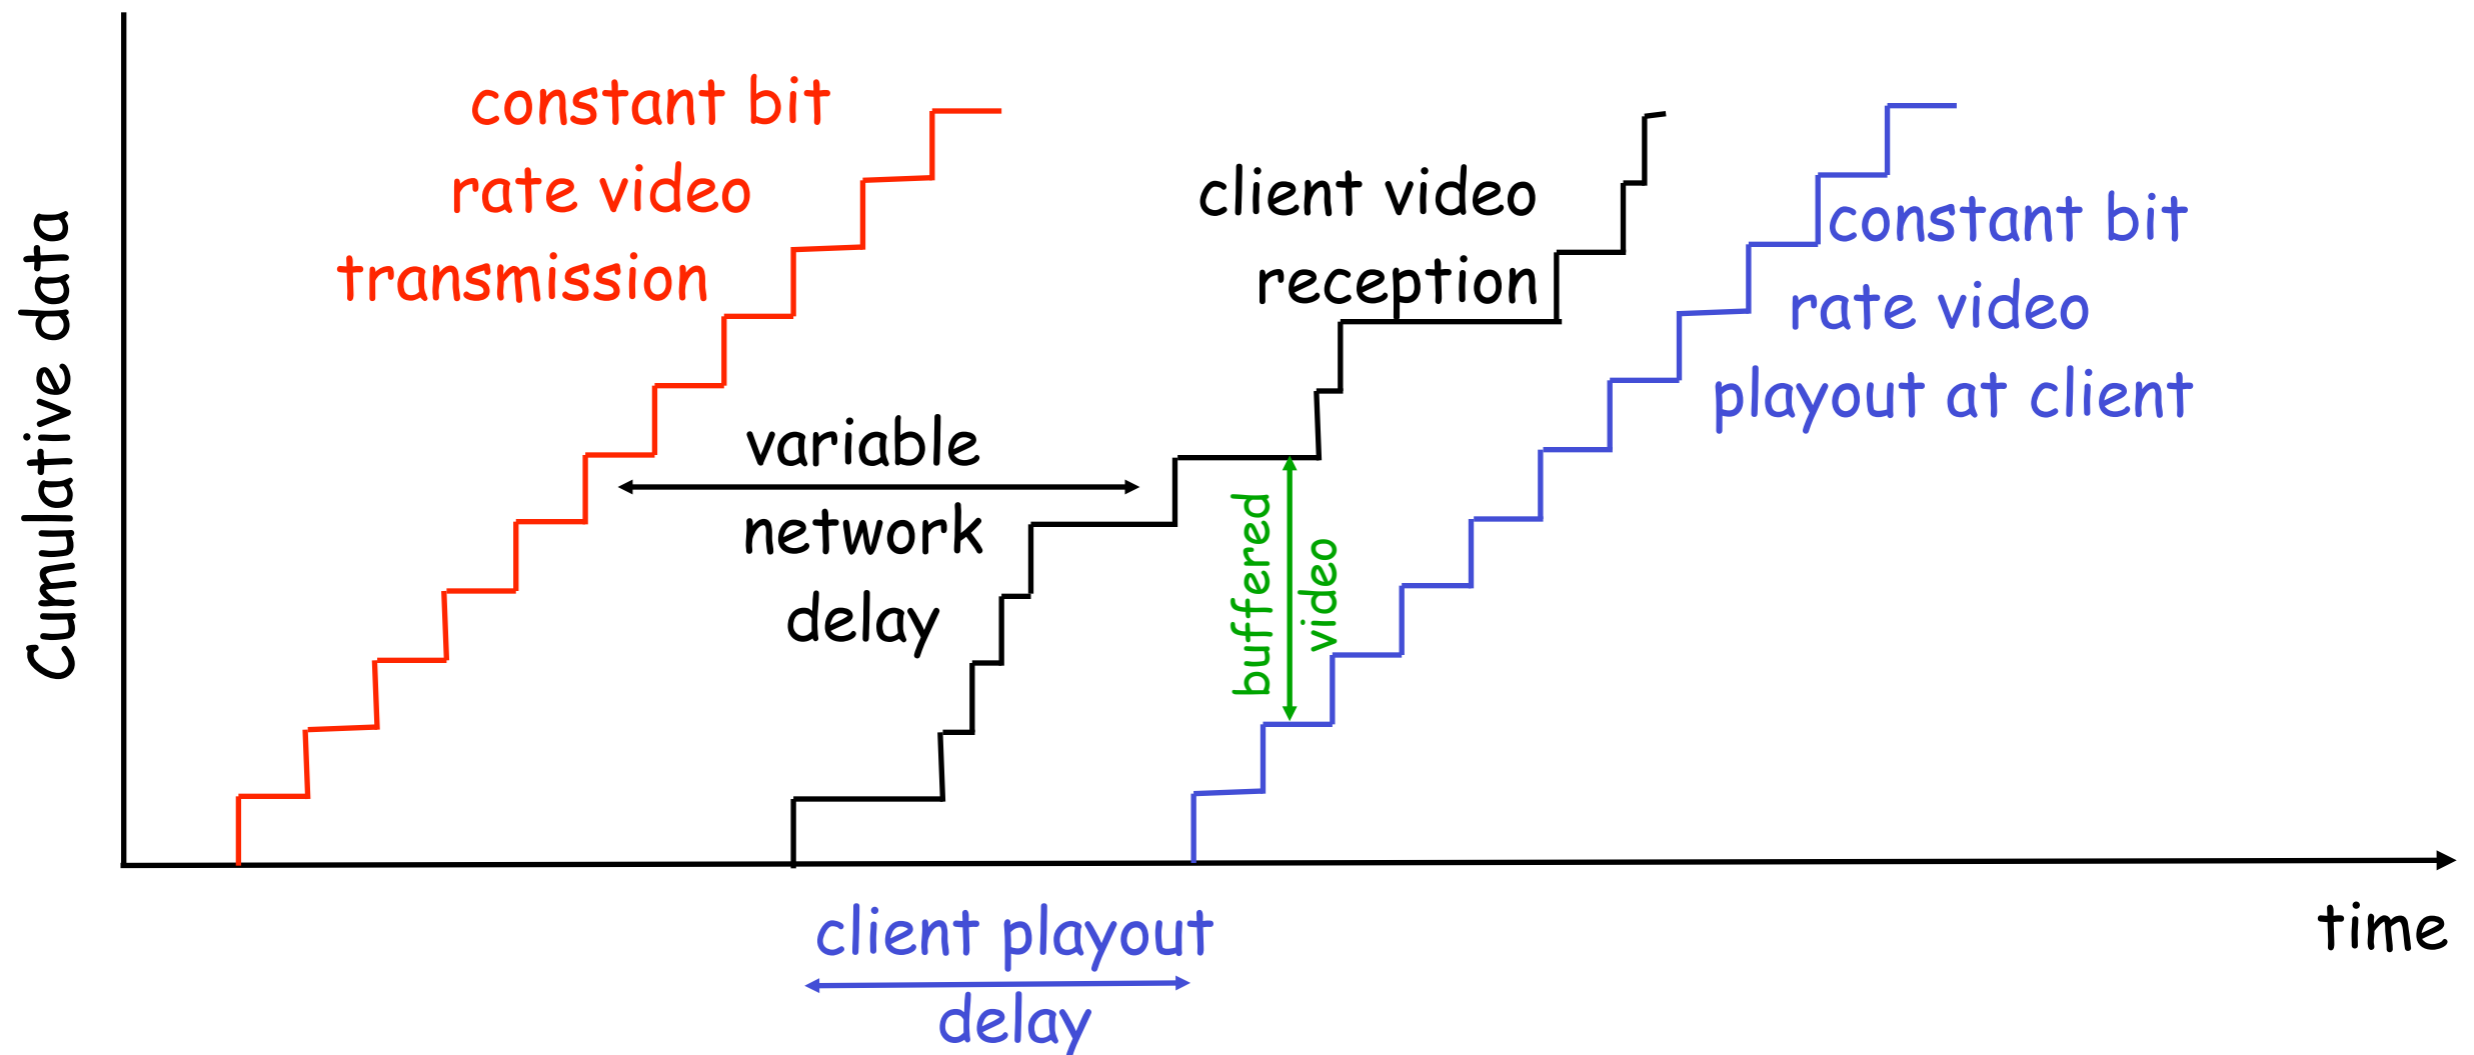 Cumulative data
constant bit
rate video
transmission
variable
network
delay
client video
reception
buffered
video
constant bit
rate video
playout at client
client playout
delay
time